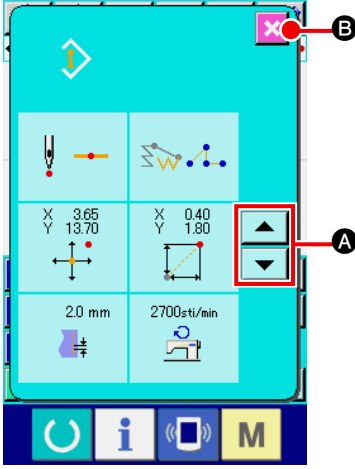 B
X 3.65
Y 13.70
X 0.40
Y 1.80
A
2.0 mm
2700sti/min
i
M